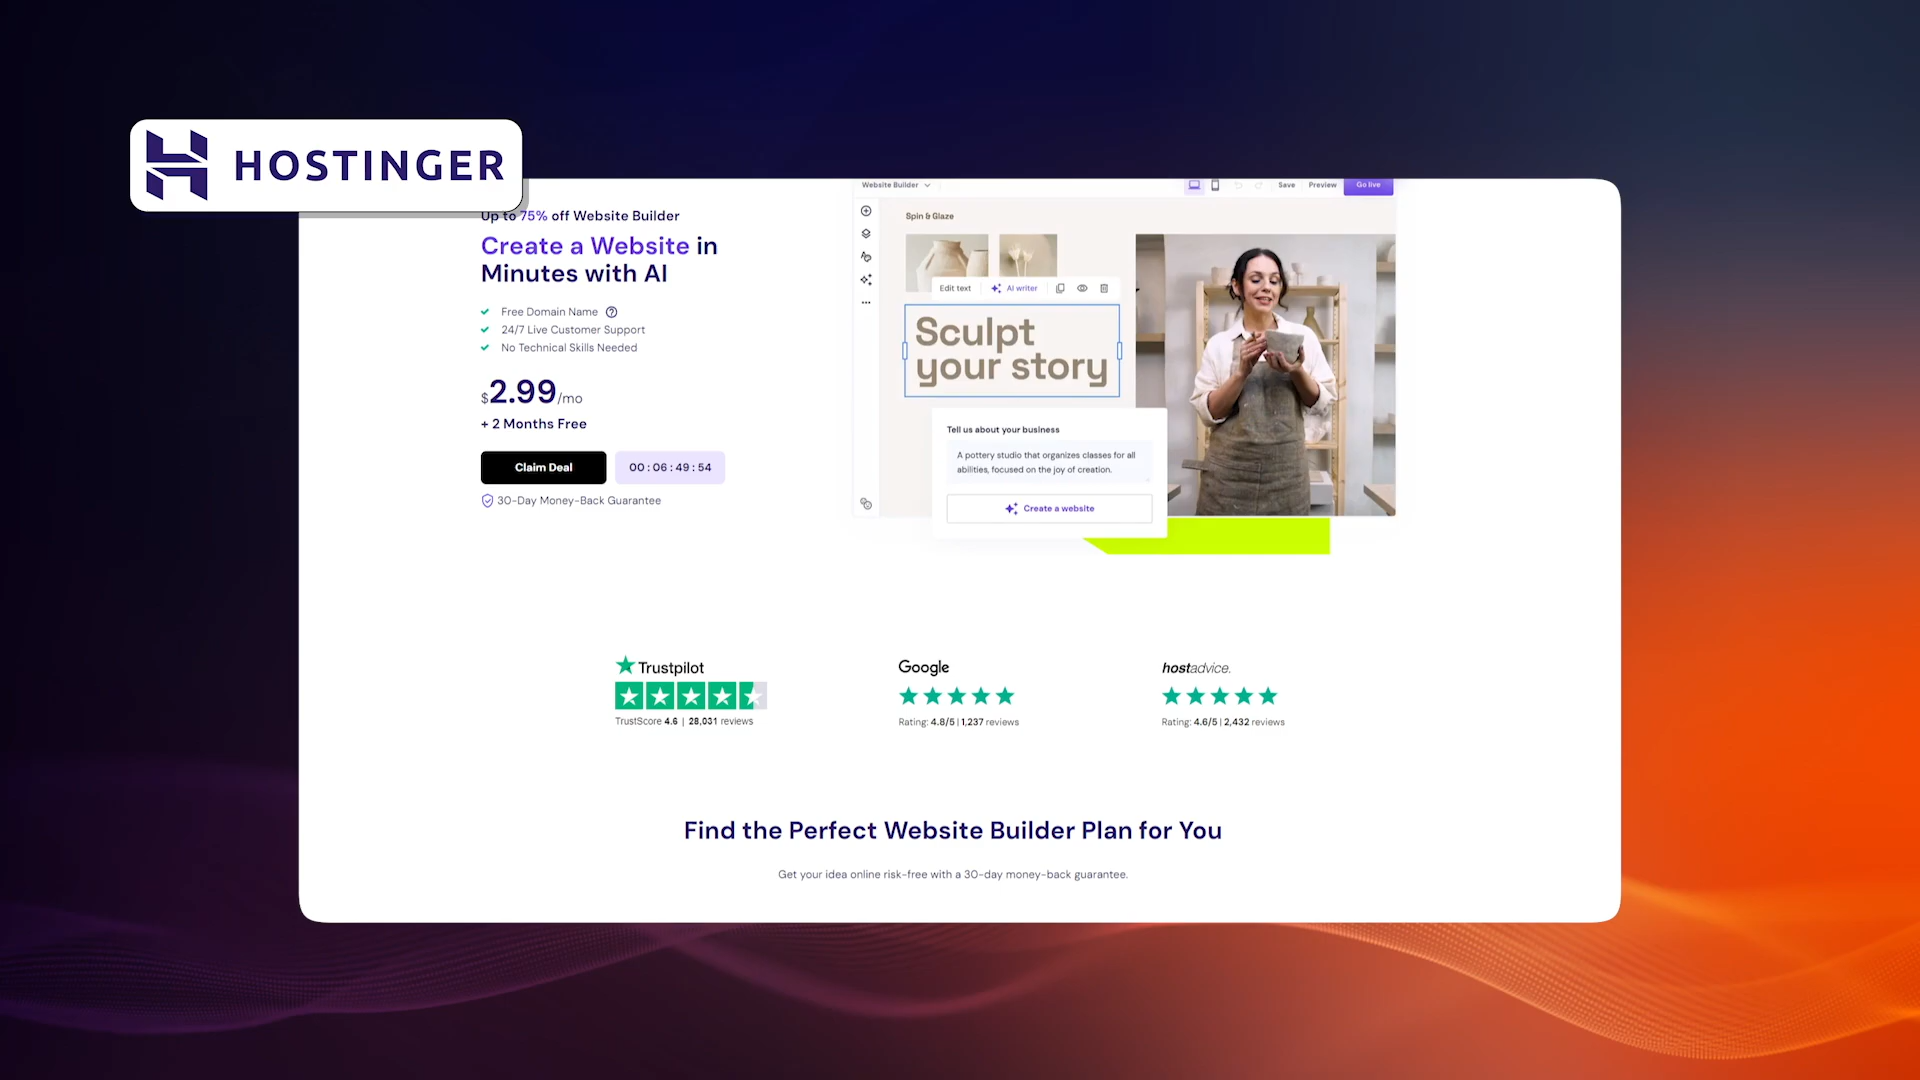 HOSTINGER
Up to 75% off Website Builder
Create a Website in
Minutes with AI
Free Domain Name
24/7 Live Customer Support
No Technical Skills Needed
$2.99/mo
+ 2 Months Free
Claim Deal
00 : 06 : 49 : 54
30-Day Money-Back Guarantee
Website Builder
Save
Preview
Go live
Spin & Glaze
Edit text
AI writer
Sculpt
your story
Tell us about your business
A pottery studio that organizes classes for all
abilities, focused on the joy of creation.
Create a website
Trustpilot
TrustScore 4.6 | 28,031 reviews
Google
Rating: 4.8/5 | 1,237 reviews
hostadvice.
Rating: 4.6/5 | 2,432 reviews
Find the Perfect Website Builder Plan for You
Get your idea online risk-free with a 30-day money-back guarantee.